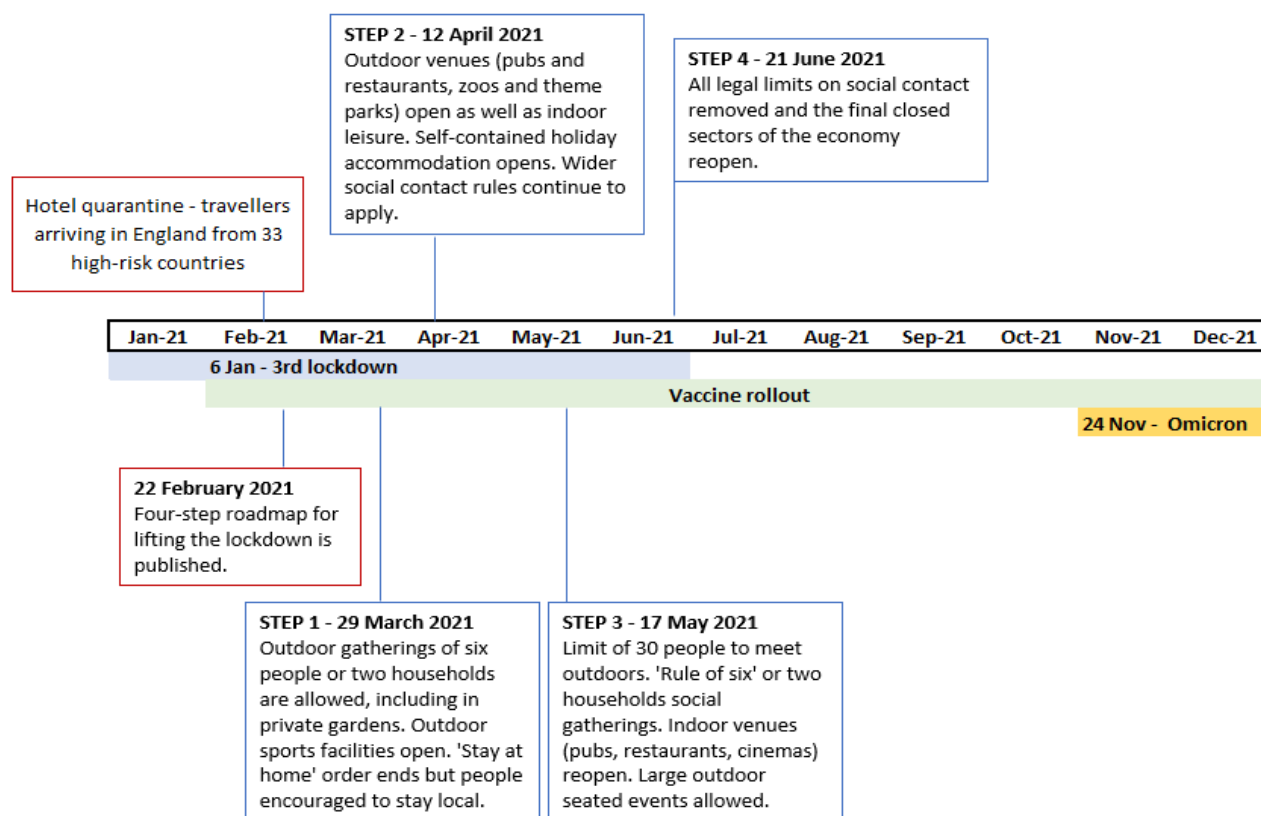 STEP 2 - 12 April 2021
Outdoor venues (pubs and
restaurants, zoos and theme
parks) open as well as indoor
leisure. Self-contained holiday
accommodation opens. Wider
social contact rules continue to
apply.
STEP 4 - 21 June 2021
All legal limits on social contact
removed and the final closed
sectors of the economy
reopen.
Hotel quarantine - travellers
arriving in England from 33
high-risk countries
Jan-21 Feb-21 Mar-21 Apr-21 May-21 Jun-21 Jul-21 Aug-21 Sep-21 Oct-21 Nov-21 Dec-21
6 Jan - 3rd lockdown
Vaccine rollout
24 Nov - Omicron
22 February 2021
Four-step roadmap for
lifting the lockdown is
published.
STEP 1 - 29 March 2021
Outdoor gatherings of six
people or two households
are allowed, including in
private gardens. Outdoor
sports facilities open. 'Stay at
home' order ends but people
encouraged to stay local.
STEP 3 - 17 May 2021
Limit of 30 people to meet
outdoors. 'Rule of six' or two
households social
gatherings. Indoor venues
(pubs, restaurants, cinemas)
reopen. Large outdoor
seated events allowed.